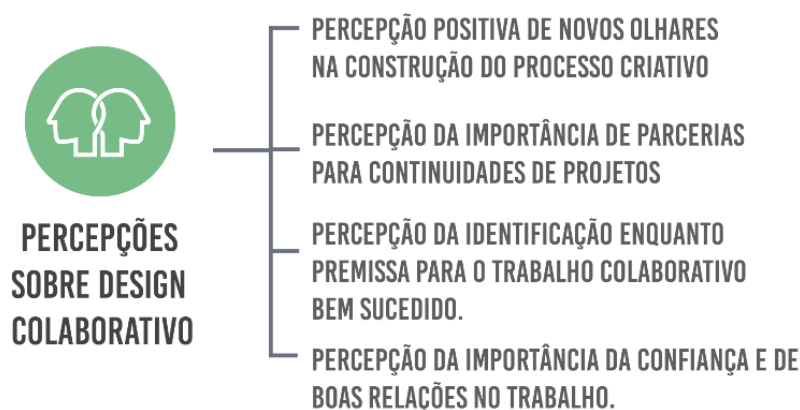 PERCEPÇÕES
SOBRE DESIGN
COLABORATIVO
PERCEPÇÃO POSITIVA DE NOVOS OLHARES
NA CONSTRUÇÃO DO PROCESSO CRIATIVO
PERCEPÇÃO DA IMPORTÂNCIA DE PARCERIAS
PARA CONTINUIDADES DE PROJETOS
PERCEPÇÃO DA IDENTIFICAÇÃO ENQUANTO
PREMISSA PARA O TRABALHO COLABORATIVO
BEM SUCEDIDO.
PERCEPÇÃO DA IMPORTÂNCIA DA CONFIANÇA E DE
BOAS RELAÇÕES NO TRABALHO.